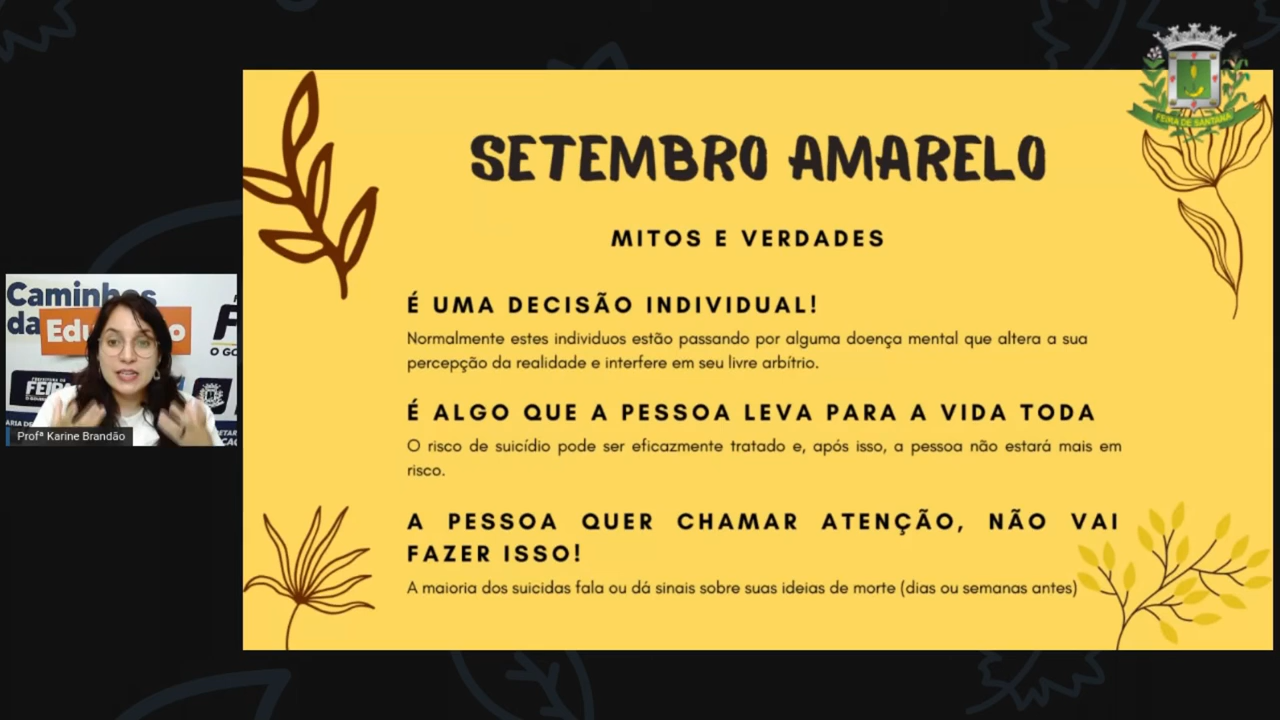 FEIRA DE SANTANA
SETEMBRO AMARELO
MITOS E VERDADES
É UMA DECISÃO INDIVIDUAL!
Normalmente estes individuos estão passando por alguma doença mental que altera a sua
percepção da realidade e interfere em seu livre arbítrio.
É ALGO QUE A PESSOA LEVA PARA A VIDA TODA
O risco de suicídio pode ser eficazmente tratado e, após isso, a pessoa não estará mais em
risco.
A PESSOA QUER CHAMAR ATENÇÃO, NÃO VAI
FAZER ISSO!
A maioria dos suicidas fala ou dá sinais sobre suas ideias de morte (dias ou semanas antes)
Caminhos
da
O GO
Profª Karine Brandão